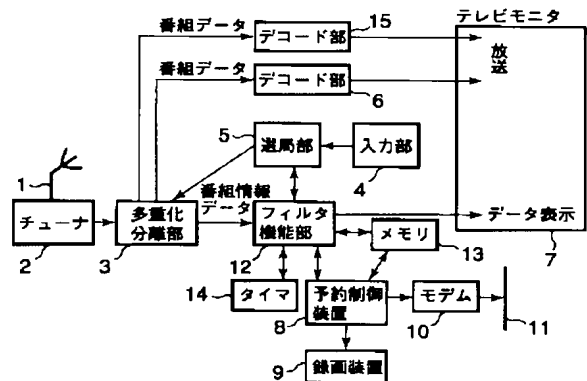 テレビモニタ
番組データ
デコード部
15
放送
番組データ
デコード部
6
5
選局部
入力部
4
1
番組情報
データ
チューナ
2
多量化
分離部
3
フィルタ
機能部
12
メモリ
13
データ表示
7
14
タイマ
予約制御
装置
8
モデム
10
11
9
録画装置